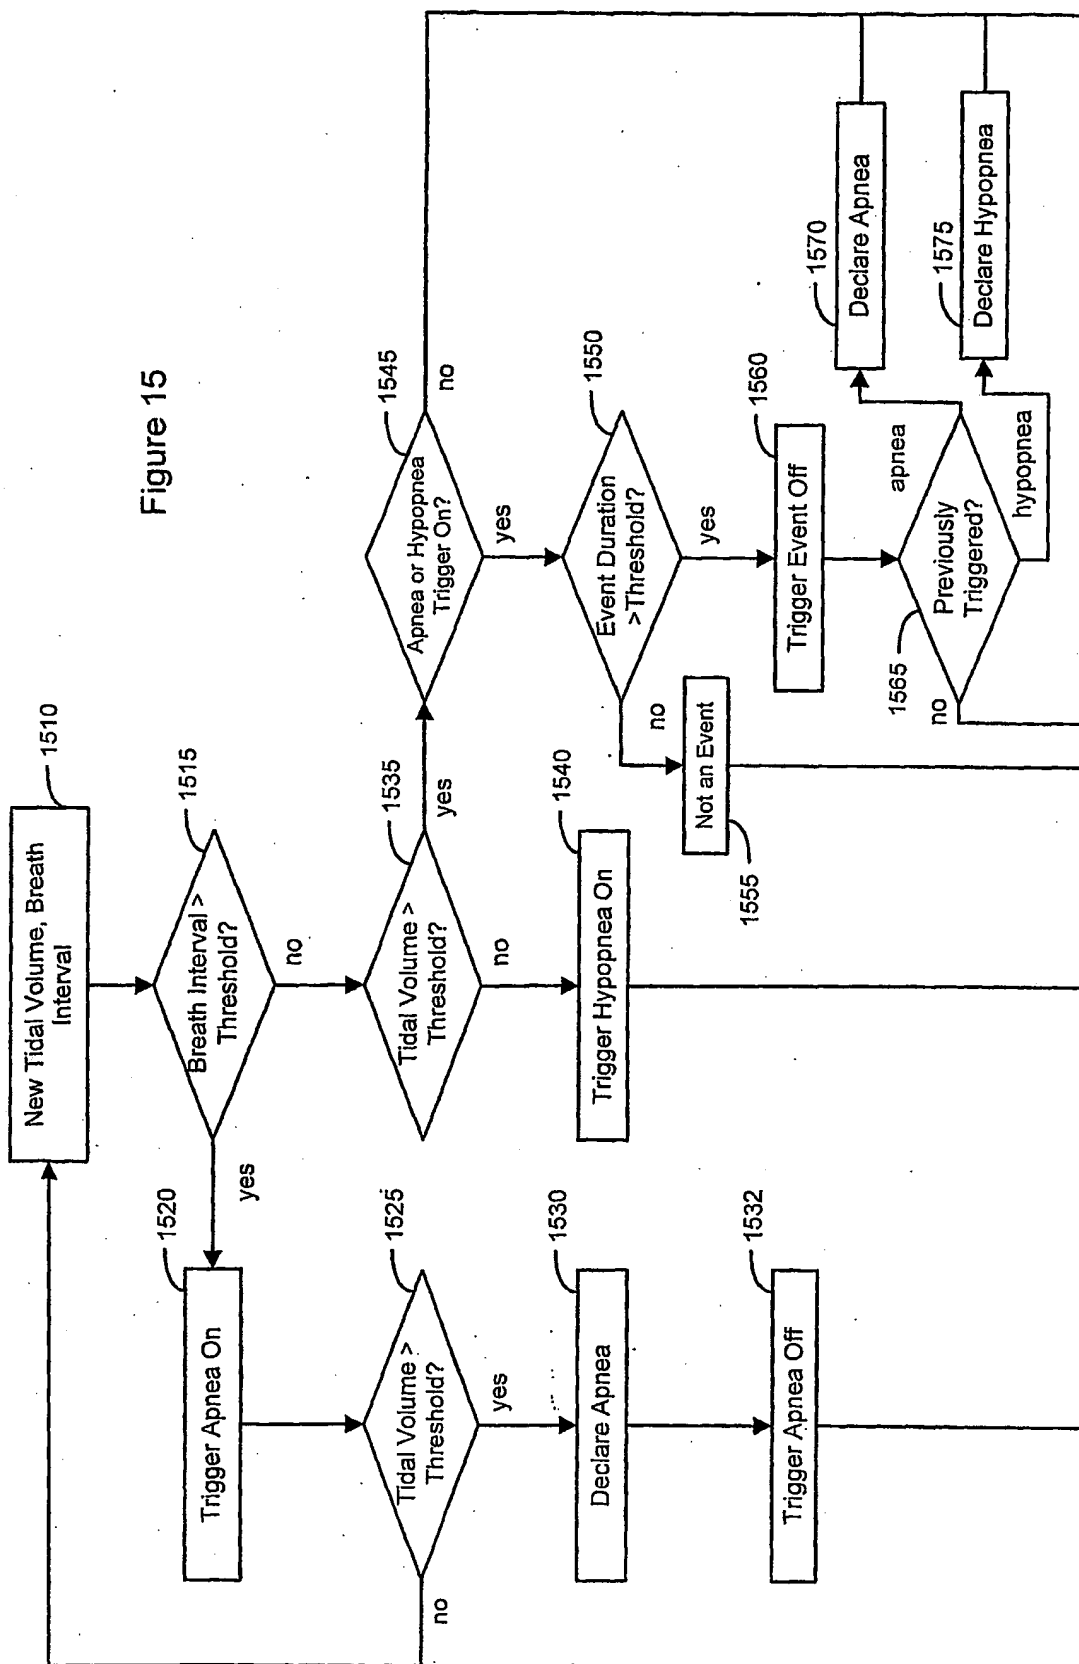 Figure 15
1510
New Tidal Volume, Breath
Interval
1515
Breath Interval >
Threshold?
yes
no
1520
Trigger Apnea On
1525
Tidal Volume >
Threshold?
no
yes
1530
Declare Apnea
1532
Trigger Apnea Off
1535
Tidal Volume >
Threshold?
yes
no
1540
Trigger Hypopnea On
1545
Apnea or Hypopnea
Trigger On?
no
yes
1550
Event Duration
>Threshold?
no
yes
Not an Event
1555
1560
Trigger Event Off
1565
Previously
Triggered?
no
apnea
hypopnea
1570
Declare Apnea
1575
Declare Hypopnea